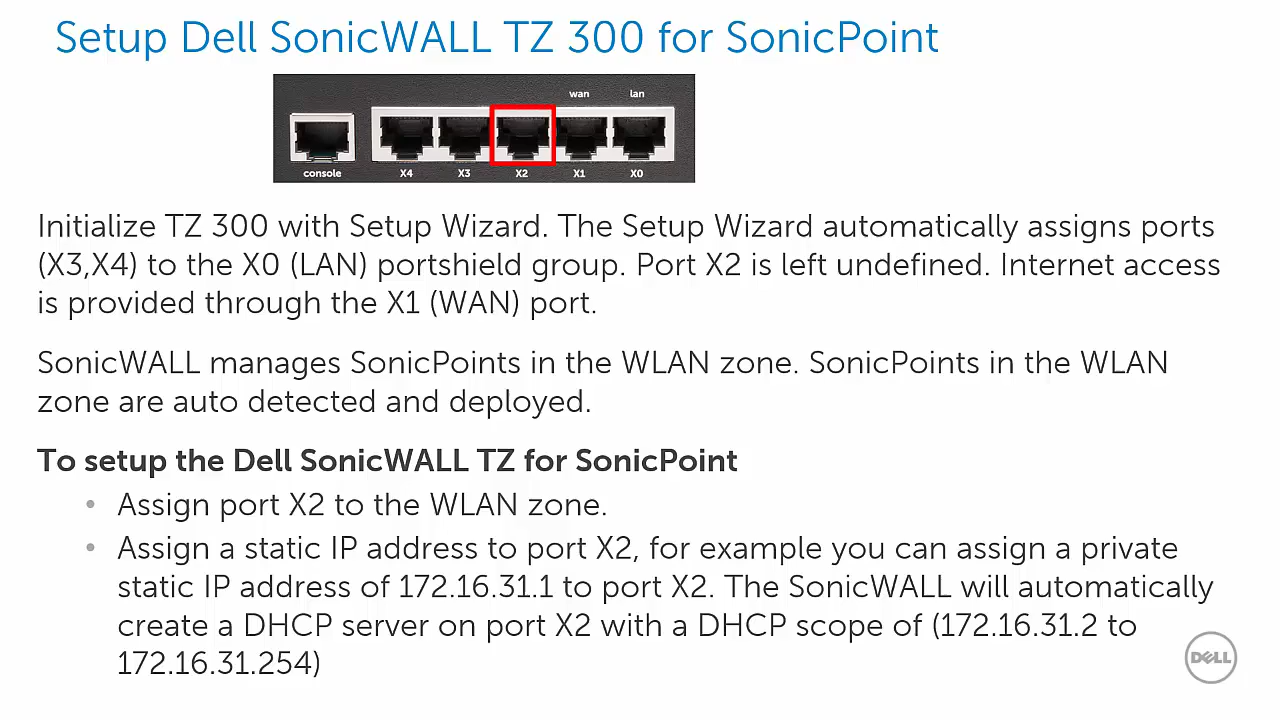 Setup Dell SonicWALL TZ 300 for SonicPoint
wan lan
console X4 X3 X2 X1 X0
Initialize TZ 300 with Setup Wizard. The Setup Wizard automatically assigns ports
(X3,X4) to the X0 (LAN) portshield group. Port X2 is left undefined. Internet access
is provided through the X1 (WAN) port.
SonicWALL manages SonicPoints in the WLAN zone. SonicPoints in the WLAN
zone are auto detected and deployed.
To setup the Dell SonicWALL TZ for SonicPoint
• Assign port X2 to the WLAN zone.
• Assign a static IP address to port X2, for example you can assign a private
static IP address of 172.16.31.1 to port X2. The SonicWALL will automatically
create a DHCP server on port X2 with a DHCP scope of (172.16.31.2 to
172.16.31.254)
DELL